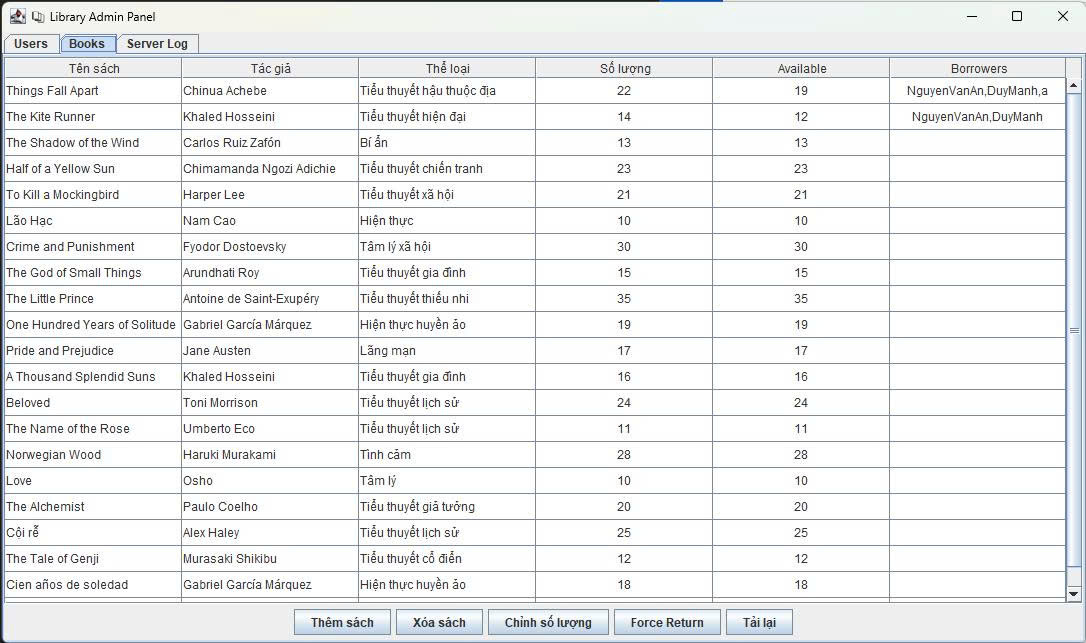 Library Admin Panel
Users Books Server Log
Tên sách Tác giả Thể loại Số lượng Available Borrowers
Things Fall Apart Chinua Achebe Tiểu thuyết hậu thuộc địa 22 19 NguyenVanAn,DuyManh,a
The Kite Runner Khaled Hosseini Tiểu thuyết hiện đại 14 12 NguyenVanAn,DuyManh
The Shadow of the Wind Carlos Ruiz Zafón Bí ẩn 13 13
Half of a Yellow Sun Chimamanda Ngozi Adichie Tiểu thuyết chiến tranh 23 23
To Kill a Mockingbird Harper Lee Tiểu thuyết xã hội 21 21
Lão Hạc Nam Cao Hiện thực 10 10
Crime and Punishment Fyodor Dostoevsky Tâm lý xã hội 30 30
The God of Small Things Arundhati Roy Tiểu thuyết gia đình 15 15
The Little Prince Antoine de Saint-Exupéry Tiểu thuyết thiếu nhi 35 35
One Hundred Years of Solitude Gabriel García Márquez Hiện thực huyền ảo 19 19
Pride and Prejudice Jane Austen Lãng mạn 17 17
A Thousand Splendid Suns Khaled Hosseini Tiểu thuyết gia đình 16 16
Beloved Toni Morrison Tiểu thuyết lịch sử 24 24
The Name of the Rose Umberto Eco Tiểu thuyết lịch sử 11 11
Norwegian Wood Haruki Murakami Tình cảm 28 28
Love Osho Tâm lý 10 10
The Alchemist Paulo Coelho Tiểu thuyết giả tưởng 20 20
Cội rễ Alex Haley Tiểu thuyết lịch sử 25 25
The Tale of Genji Murasaki Shikibu Tiểu thuyết cổ điển 12 12
Cien años de soledad Gabriel García Márquez Hiện thực huyền ảo 18 18
Thêm sách Xóa sách Chỉnh số lượng Force Return Tải lại